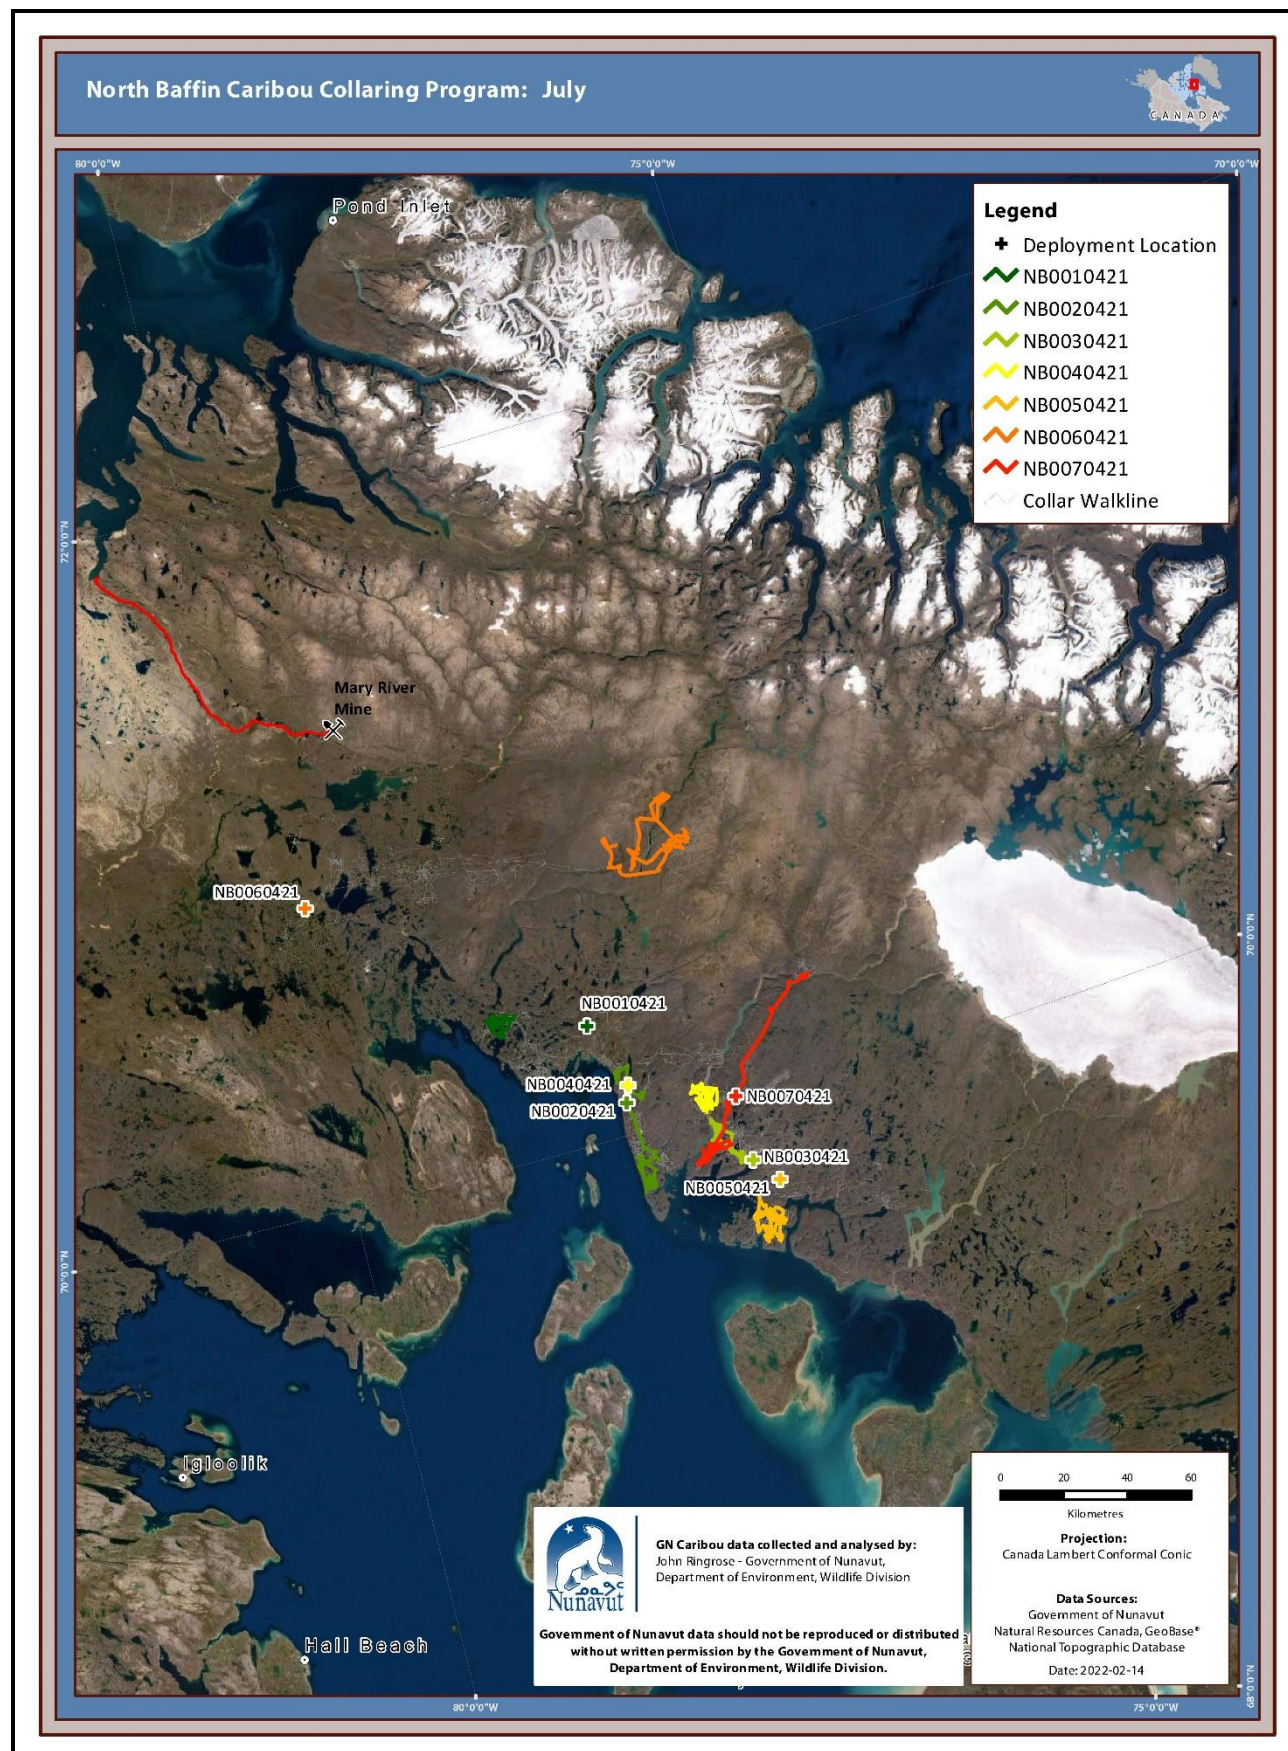 North Baffin Caribou Collaring Program: July
CANADA
80°0'0"W
75°0'0"W
70°0'0"W
Pond Inlet
Legend
Deployment Location
NB0010421
NB0020421
NB0030421
NB0040421
NB0050421
NB0060421
NB0070421
Collar Walkline
72°0'0"N
Mary River
Mine
NB0060421
70°0'0"N
NB0010421
NB0040421
NB0020421
NB0070421
NB0030421
NB0050421
70°0'0"N
Igloolik
Hall Beach
Nunavut
ᓄᓇᕗᑦ
GN Caribou data collected and analysed by:
John Ringrose - Government of Nunavut,
Department of Environment, Wildlife Division
Government of Nunavut data should not be reproduced or distributed
without written permission by the Government of Nunavut,
Department of Environment, Wildlife Division.
0 20 40 60
Kilometres
Projection:
Canada Lambert Conformal Conic
Data Sources:
Government of Nunavut
Natural Resources Canada, GeoBase®
National Topographic Database
Date: 2022-02-14
68°0'0"N
80°0'0"W
75°0'0"W